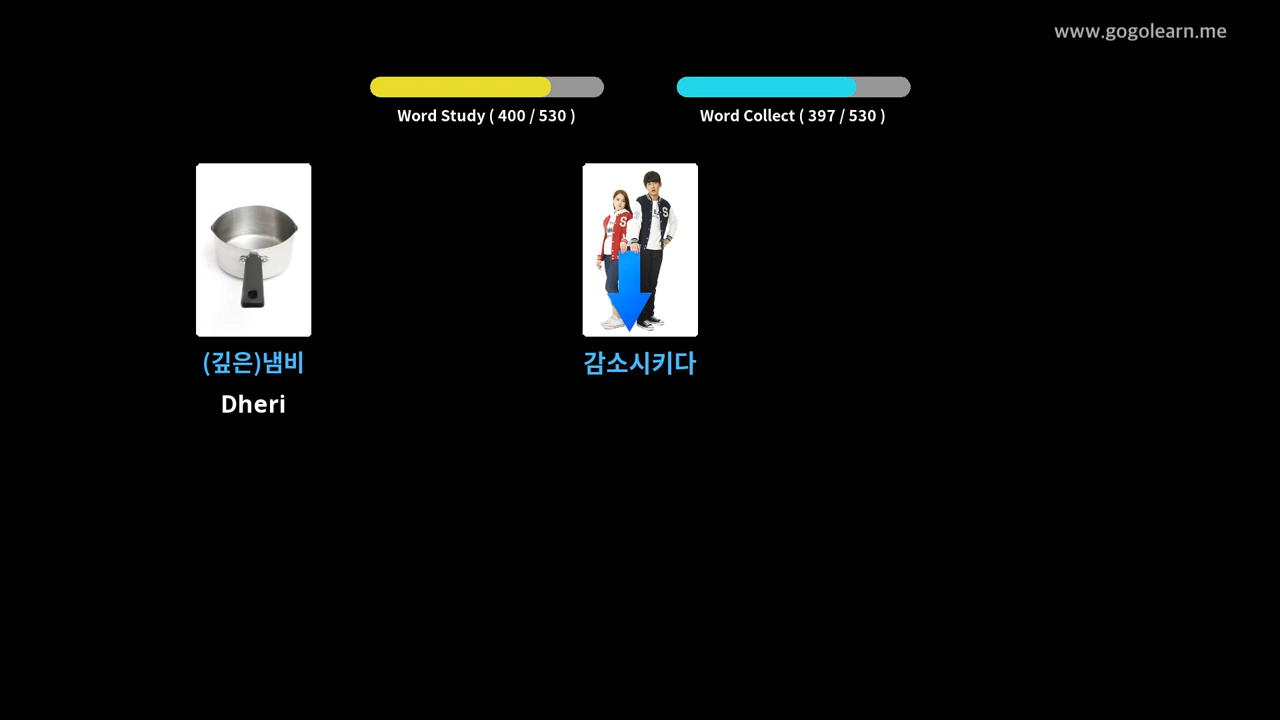 www.gogolearn.me
Word Study ( 400 / 530 )
Word Collect ( 397 / 530 )
(깊은)냄비
감소시키다
Dheri